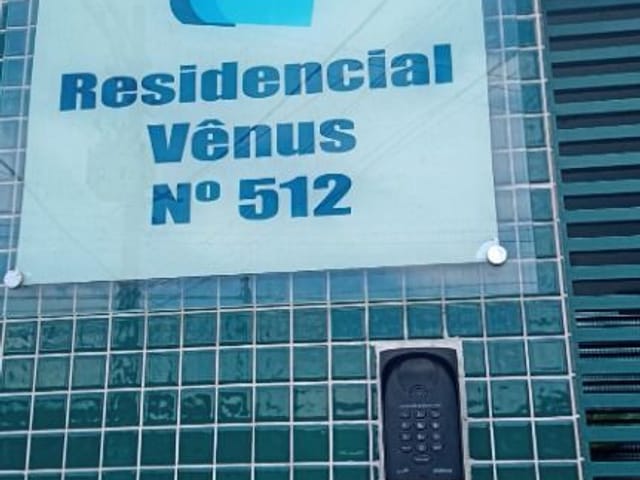 Residencial
Vênus
Nº 512